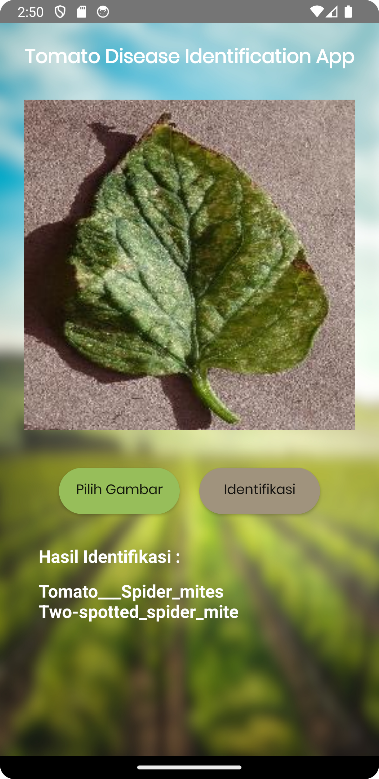 2:50
Tomato Disease Identification App
Pilih Gambar
Identifikasi
Hasil Identifikasi :
Tomato___Spider_mites
Two-spotted_spider_mite